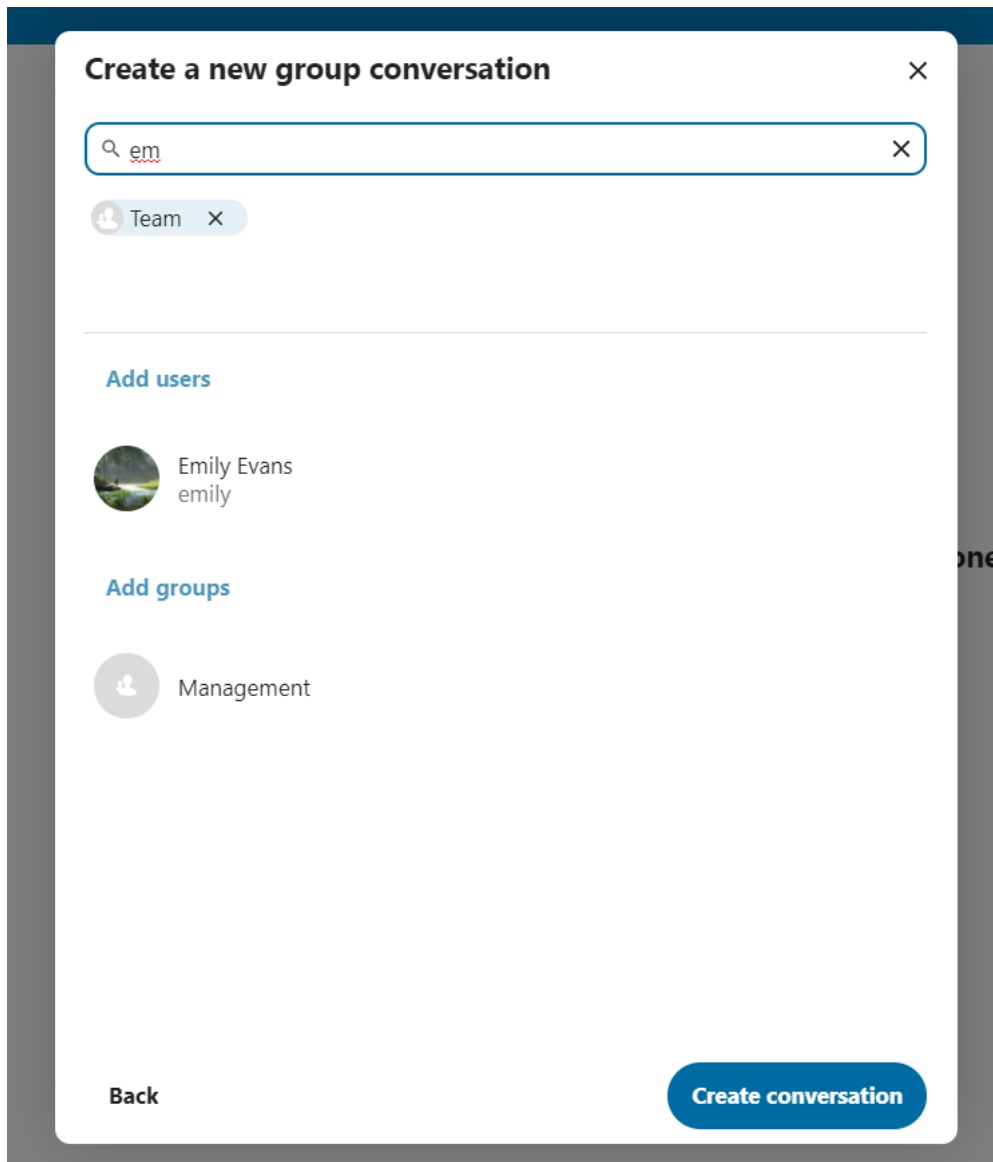 Create a new group conversation
em
Team
Add users
Emily Evans
emily
Add groups
Management
Back
Create conversation